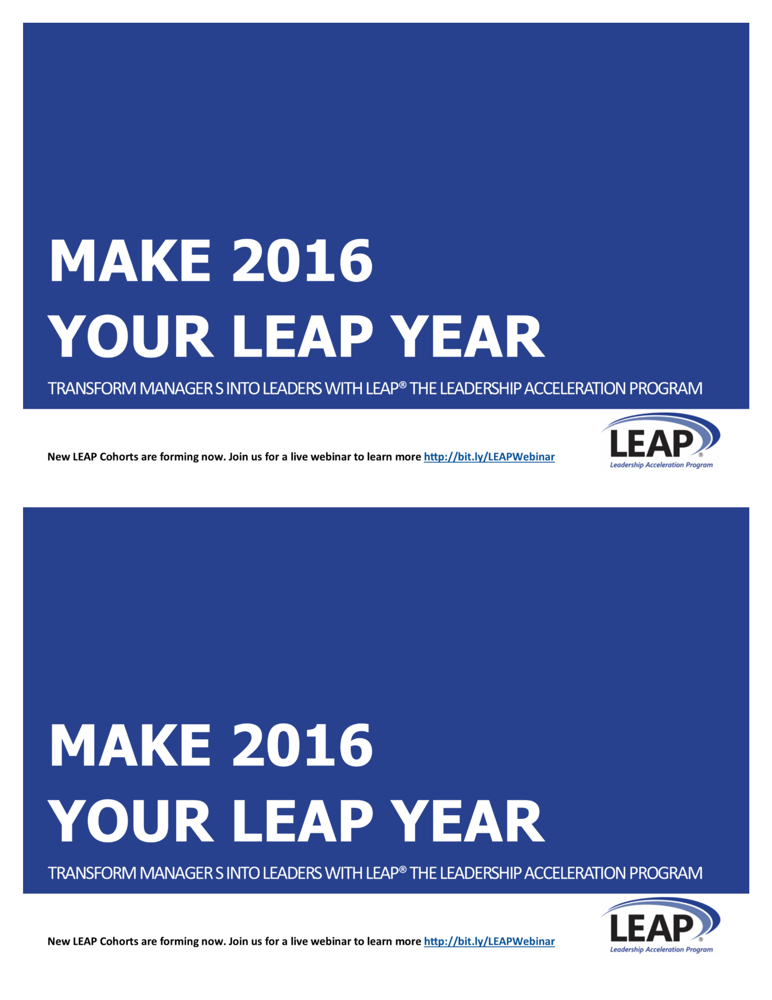 MAKE 2016
YOUR LEAP YEAR
TRANSFORM MANAGER S INTO LEADERS WITH LEAP® THE LEADERSHIP ACCELERATION PROGRAM
New LEAP Cohorts are forming now. Join us for a live webinar to learn more http://bit.ly/LEAPWebinar
LEAP®
Leadership Acceleration Program
MAKE 2016
YOUR LEAP YEAR
TRANSFORM MANAGER S INTO LEADERS WITH LEAP® THE LEADERSHIP ACCELERATION PROGRAM
New LEAP Cohorts are forming now. Join us for a live webinar to learn more http://bit.ly/LEAPWebinar
LEAP®
Leadership Acceleration Program